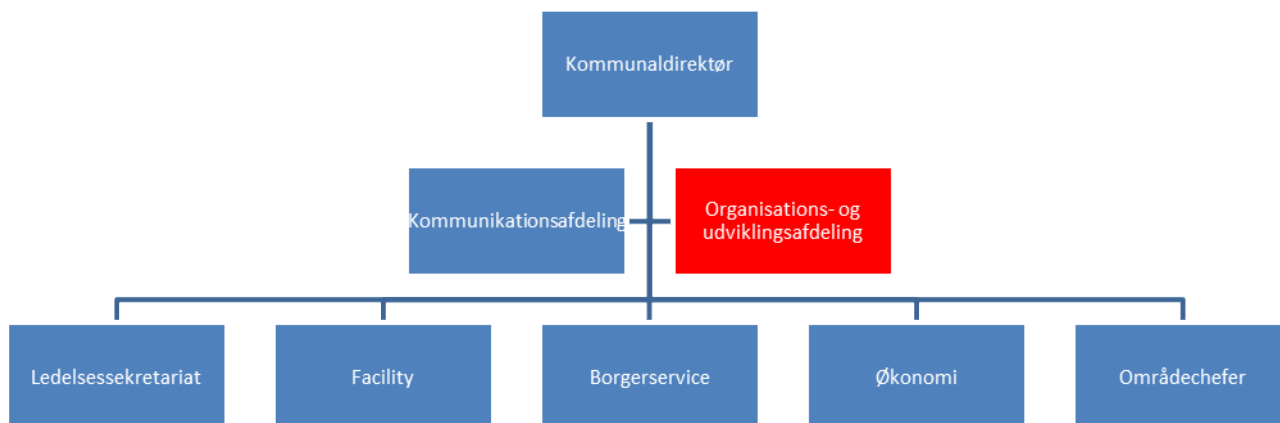 Kommunaldirektør
Kommunikationsafdeling
Organisations- og
udviklingsafdeling
Ledelsessekretariat
Facility
Borgerservice
Økonomi
Områdechefer